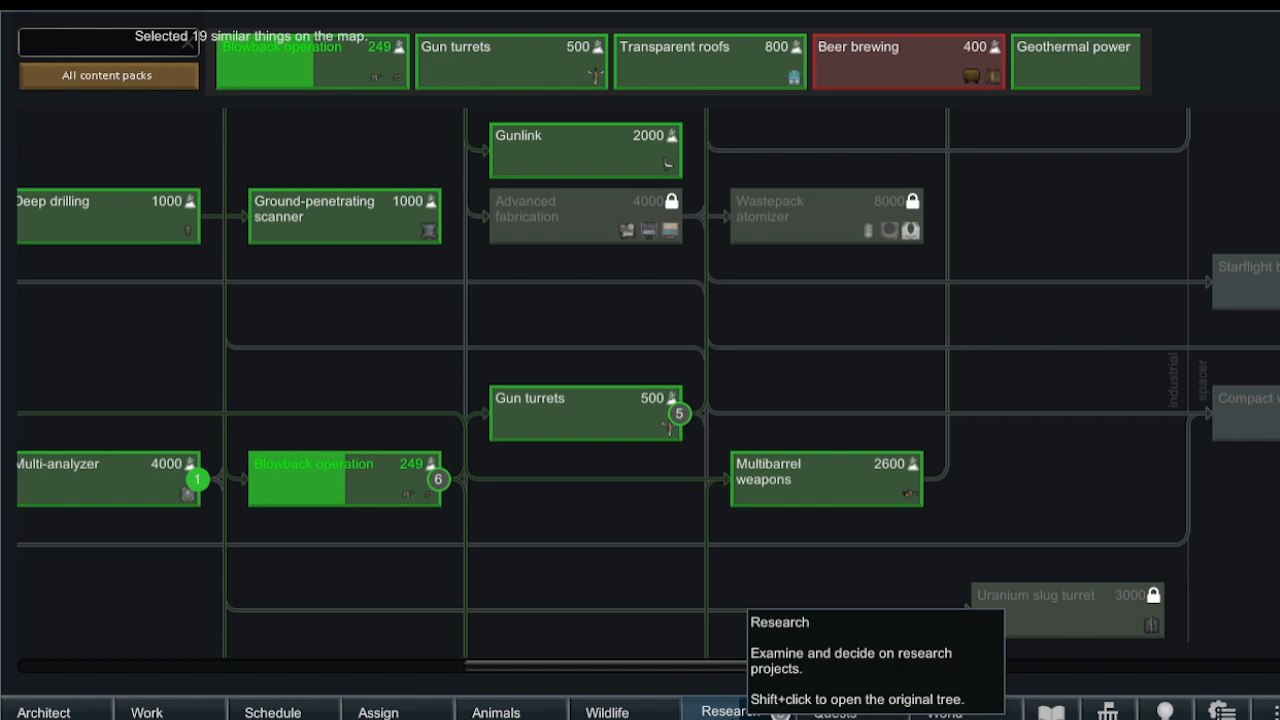 Selected 19 similar things on the map.
All content packs
Blowback operation 249
Gun turrets 500
Transparent roofs 800
Beer brewing 400
Geothermal power
Gunlink 2000
Deep drilling 1000
Ground-penetrating
scanner 1000
Advanced
fabrication 4000
Wastepack
atomizer 8000
Starflight
Gun turrets 500
5
industrial
spacer
Compact
Multi-analyzer 4000
1
Blowback operation 249
6
Multibarrel
weapons 2600
Uranium slug turret 3000
Research
Examine and decide on research
projects.
Shift+click to open the original tree.
Architect
Work
Schedule
Assign
Animals
Wildlife
Research
Quests
World